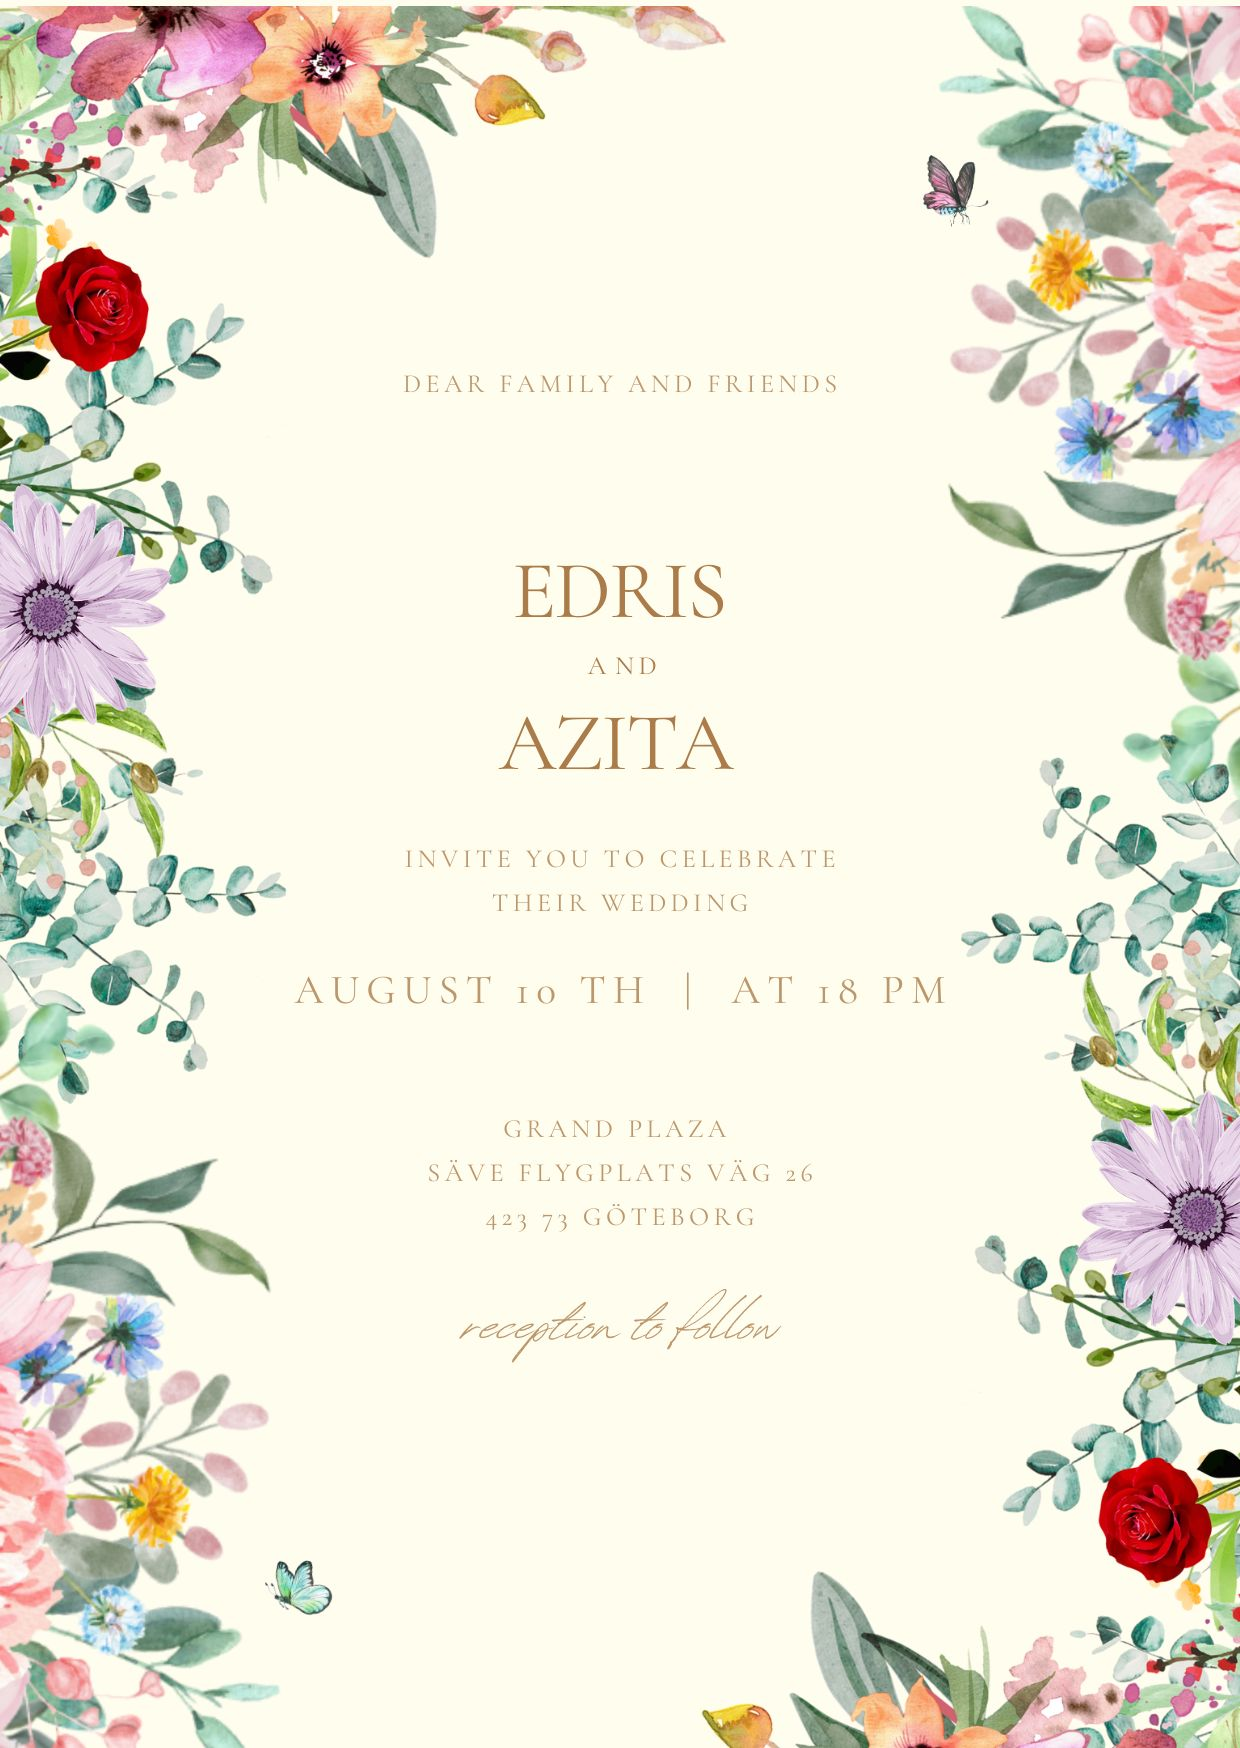 DEAR FAMILY AND FRIENDS
EDRIS
AND
AZITA
INVITE YOU TO CELEBRATE
THEIR WEDDING
AUGUST 10 TH | AT 18 PM
GRAND PLAZA
SÄVE FLYGPLATS VÄG 26
423 73 GÖTEBORG
reception to follow